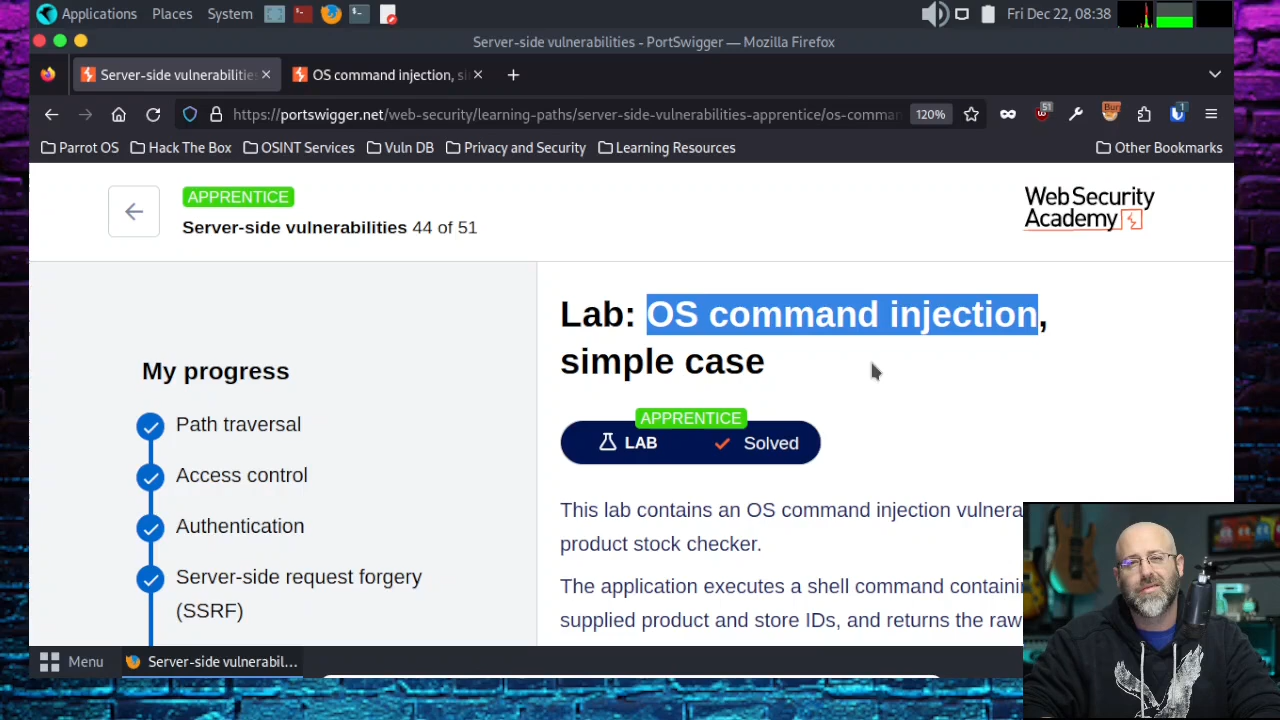 Applications Places System
Fri Dec 22, 08:38
Server-side vulnerabilities - PortSwigger — Mozilla Firefox
Server-side vulnerabilitie
OS command injection, si
https://portswigger.net/web-security/learning-paths/server-side-vulnerabilities-apprentice/os-comman
120%
51
Bur
1
Parrot OS Hack The Box OSINT Services Vuln DB Privacy and Security Learning Resources Other Bookmarks
APPRENTICE
Server-side vulnerabilities 44 of 51
Web Security
Academy
My progress
Path traversal
Access control
Authentication
Server-side request forgery
(SSRF)
Lab: OS command injection,
simple case
APPRENTICE
LAB Solved
This lab contains an OS command injection vulnera
product stock checker.
The application executes a shell command containin
supplied product and store IDs, and returns the raw
Menu Server-side vulnerabil...